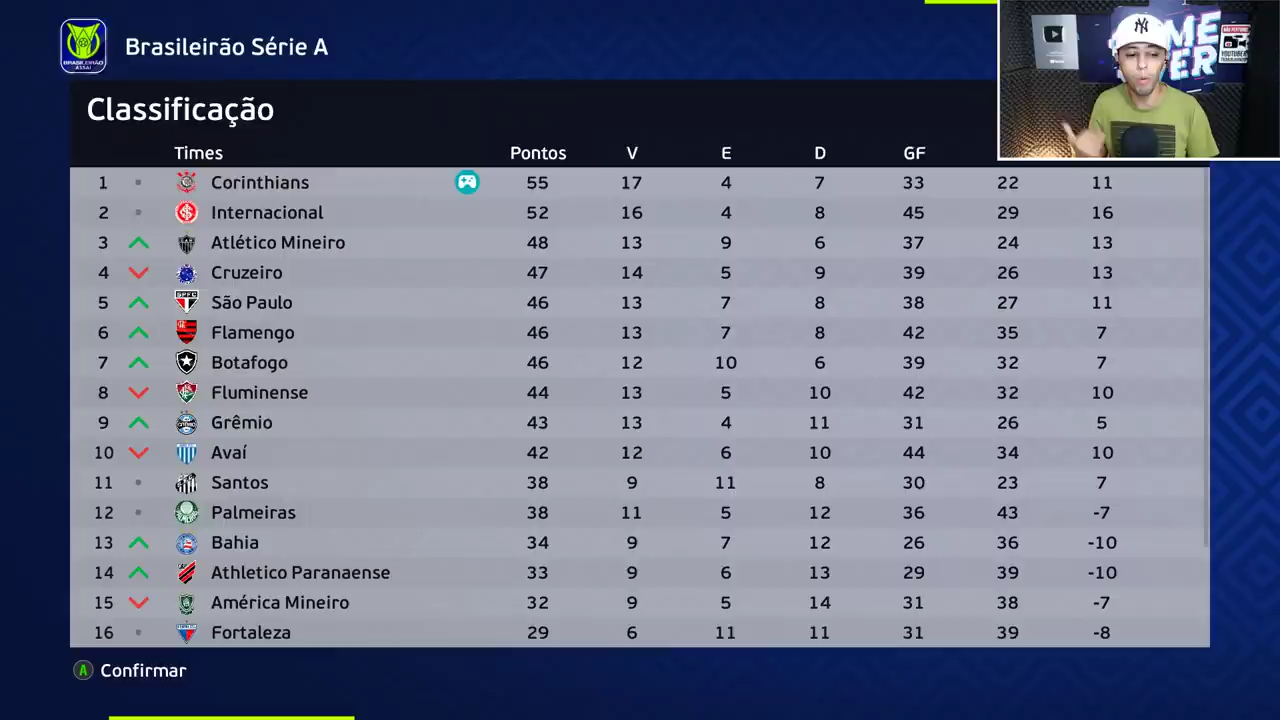 Brasileirão Série A
BRASILEIRÃO
ASSAÍ
Classificação
Times Pontos V E D GF
1 Corinthians 55 17 4 7 33 22 11
2 Internacional 52 16 4 8 45 29 16
3 Atlético Mineiro 48 13 9 6 37 24 13
4 Cruzeiro 47 14 5 9 39 26 13
5 São Paulo 46 13 7 8 38 27 11
6 Flamengo 46 13 7 8 42 35 7
7 Botafogo 46 12 10 6 39 32 7
8 Fluminense 44 13 5 10 42 32 10
9 Grêmio 43 13 4 11 31 26 5
10 Avaí 42 12 6 10 44 34 10
11 Santos 38 9 11 8 30 23 7
12 Palmeiras 38 11 5 12 36 43 -7
13 Bahia 34 9 7 12 26 36 -10
14 Athletico Paranaense 33 9 6 13 29 39 -10
15 América Mineiro 32 9 5 14 31 38 -7
16 Fortaleza 29 6 11 11 31 39 -8
A Confirmar